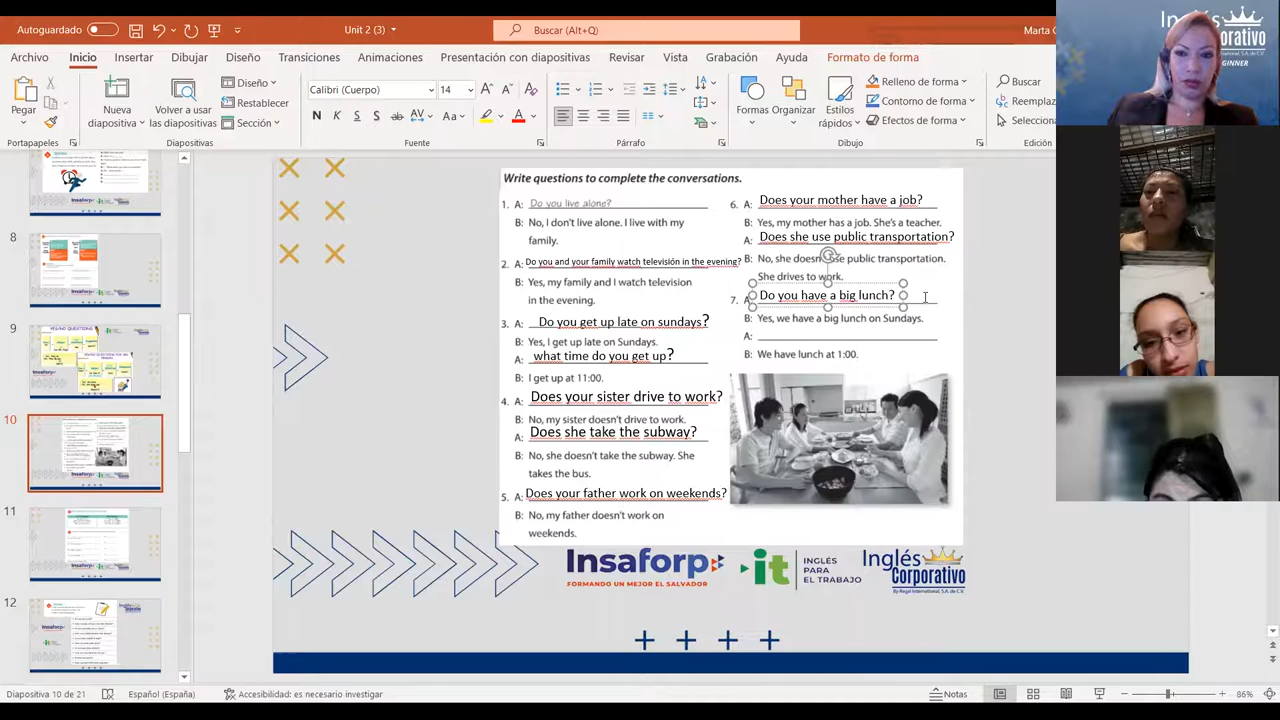 Autoguardado
Unit 2 (3)
Buscar (Alt+Q)
Marta
Archivo
Inicio
Insertar
Dibujar
Diseño
Transiciones
Animaciones
Presentación con diapositivas
Revisar
Vista
Grabación
Ayuda
Formato de forma
Pegar
Nueva
diapositiva
Volver a usar
las diapositivas
Diseño
Restablecer
Sección
Calibri (Cuerpo)
14
Formas
Organizar
Estilos
rápidos
Relleno de forma
Contorno de forma
Efectos de forma
Buscar
Reemplaz
Selecciona
Portapapeles
Diapositivas
Fuente
Párrafo
Dibujo
Edición
Inglés
Corporativo
GINNER
Write questions to complete the conversations.
1. A: Do you live alone?
B: No, I don't live alone. I live with my
family.
2. A: Do you and your family watch televisión in the evening?
B: Yes, my family and I watch television
in the evening.
3. A: Do you get up late on sundays?
B: Yes, I get up late on Sundays.
A: what time do you get up?
B: I get up at 11:00.
4. A: Does your sister drive to work?
B: No, my sister doesn't drive to work.
A: Does she take the subway?
B: No, she doesn't take the subway. She
takes the bus.
5. A: Does your father work on weekends?
B: No, my father doesn't work on
weekends.
6. A: Does your mother have a job?
B: Yes, my mother has a job. She's a teacher.
A: Does she use public transportation?
B: No, she doesn't use public transportation.
She drives to work.
7. A: Do you have a big lunch?
B: Yes, we have a big lunch on Sundays.
A:
B: We have lunch at 1:00.
Insaforp
FORMANDO UN MEJOR EL SALVADOR
it
INGLÉS
PARA
EL TRABAJO
Inglés
Corporativo
By Regal International, S.A. de C.V.
8
9
10
11
12
Diapositiva 10 de 21
Español (España)
Accesibilidad: es necesario investigar
Notas
86%